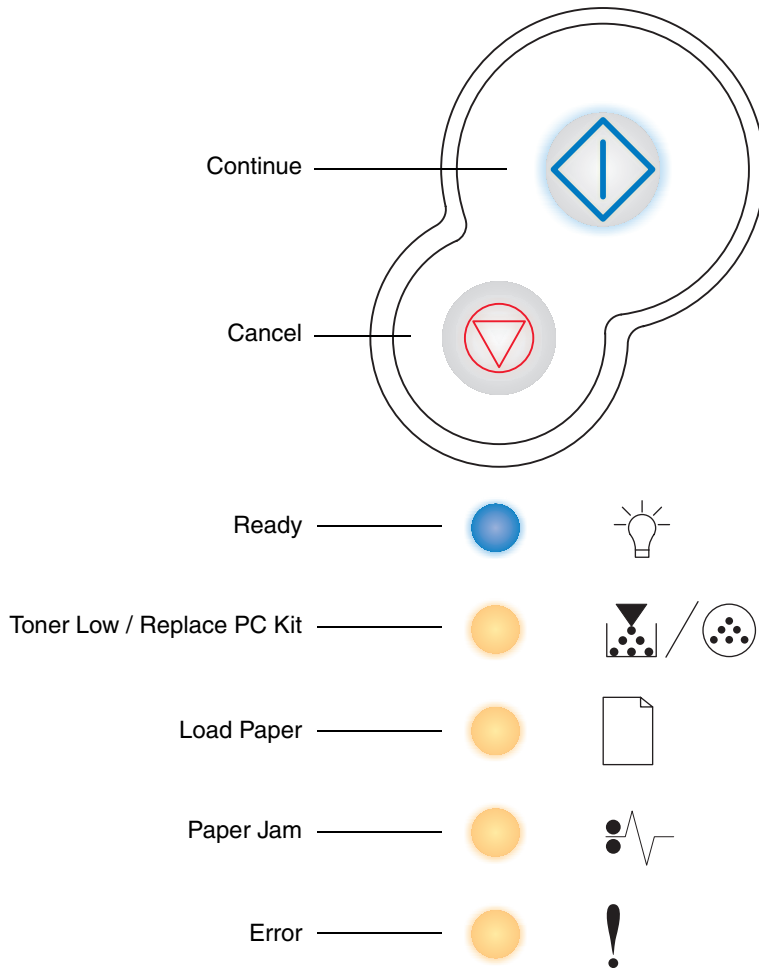 Continue
Cancel
Ready
Toner Low / Replace PC Kit
Load Paper
Paper Jam
Error